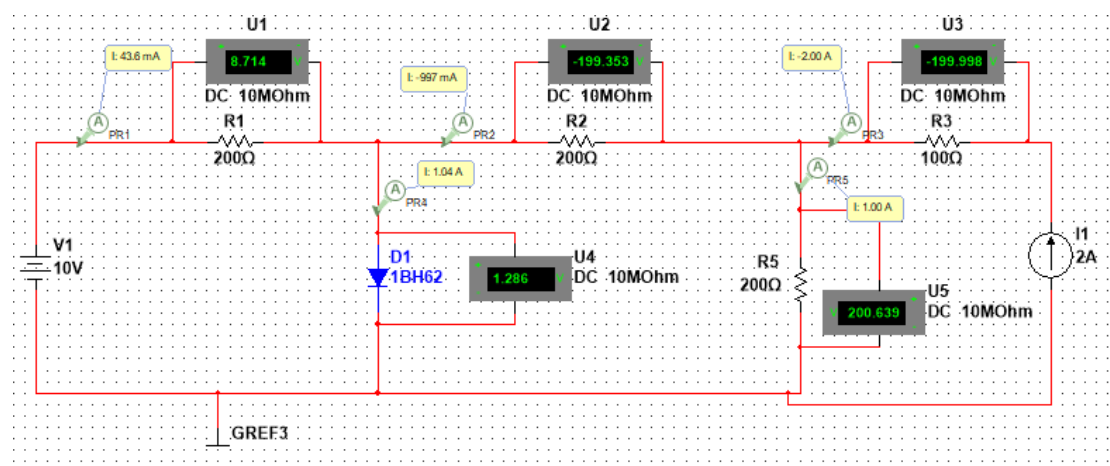 U1
U2
U3
I: 43.6 mA
8.714 V
DC 10MOhm
I: -997 mA
-199.353 V
DC 10MOhm
I: -2.00 A
-199.998 V
DC 10MOhm
A
PR1
R1
200Ω
A
PR2
R2
200Ω
A
PR3
R3
100Ω
I: 1.04 A
A
PR4
A
PR5
I: 1.00 A
V1
10V
D1
1BH62
1.286 V
U4
DC 10MOhm
R5
200Ω
V 200.639
U5
DC 10MOhm
I1
2A
GREF3